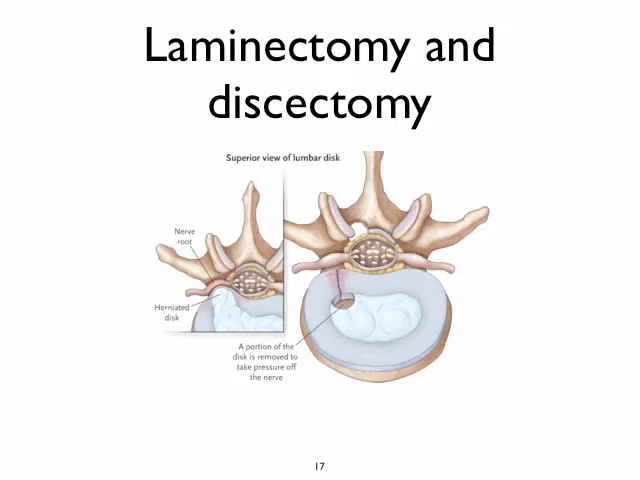 Laminectomy and
discectomy
Superior view of lumbar disk
Nerve
root
Herniated
disk
A portion of the
disk is removed to
take pressure off
the nerve
17